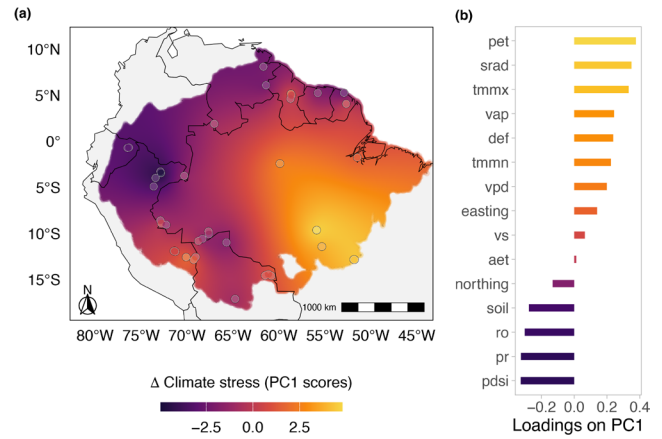 (a)
10°N
5°N
0°
5°S
10°S
15°S
N
1000 km
80°W 75°W 70°W 65°W 60°W 55°W 50°W 45°W
Δ Climate stress (PC1 scores)
−2.5 0.0 2.5
(b)
pet
srad
tmmx
vap
def
tmmn
vpd
easting
vs
aet
northing
soil
ro
pr
pdsi
−0.2 0.0 0.2 0.4
Loadings on PC1